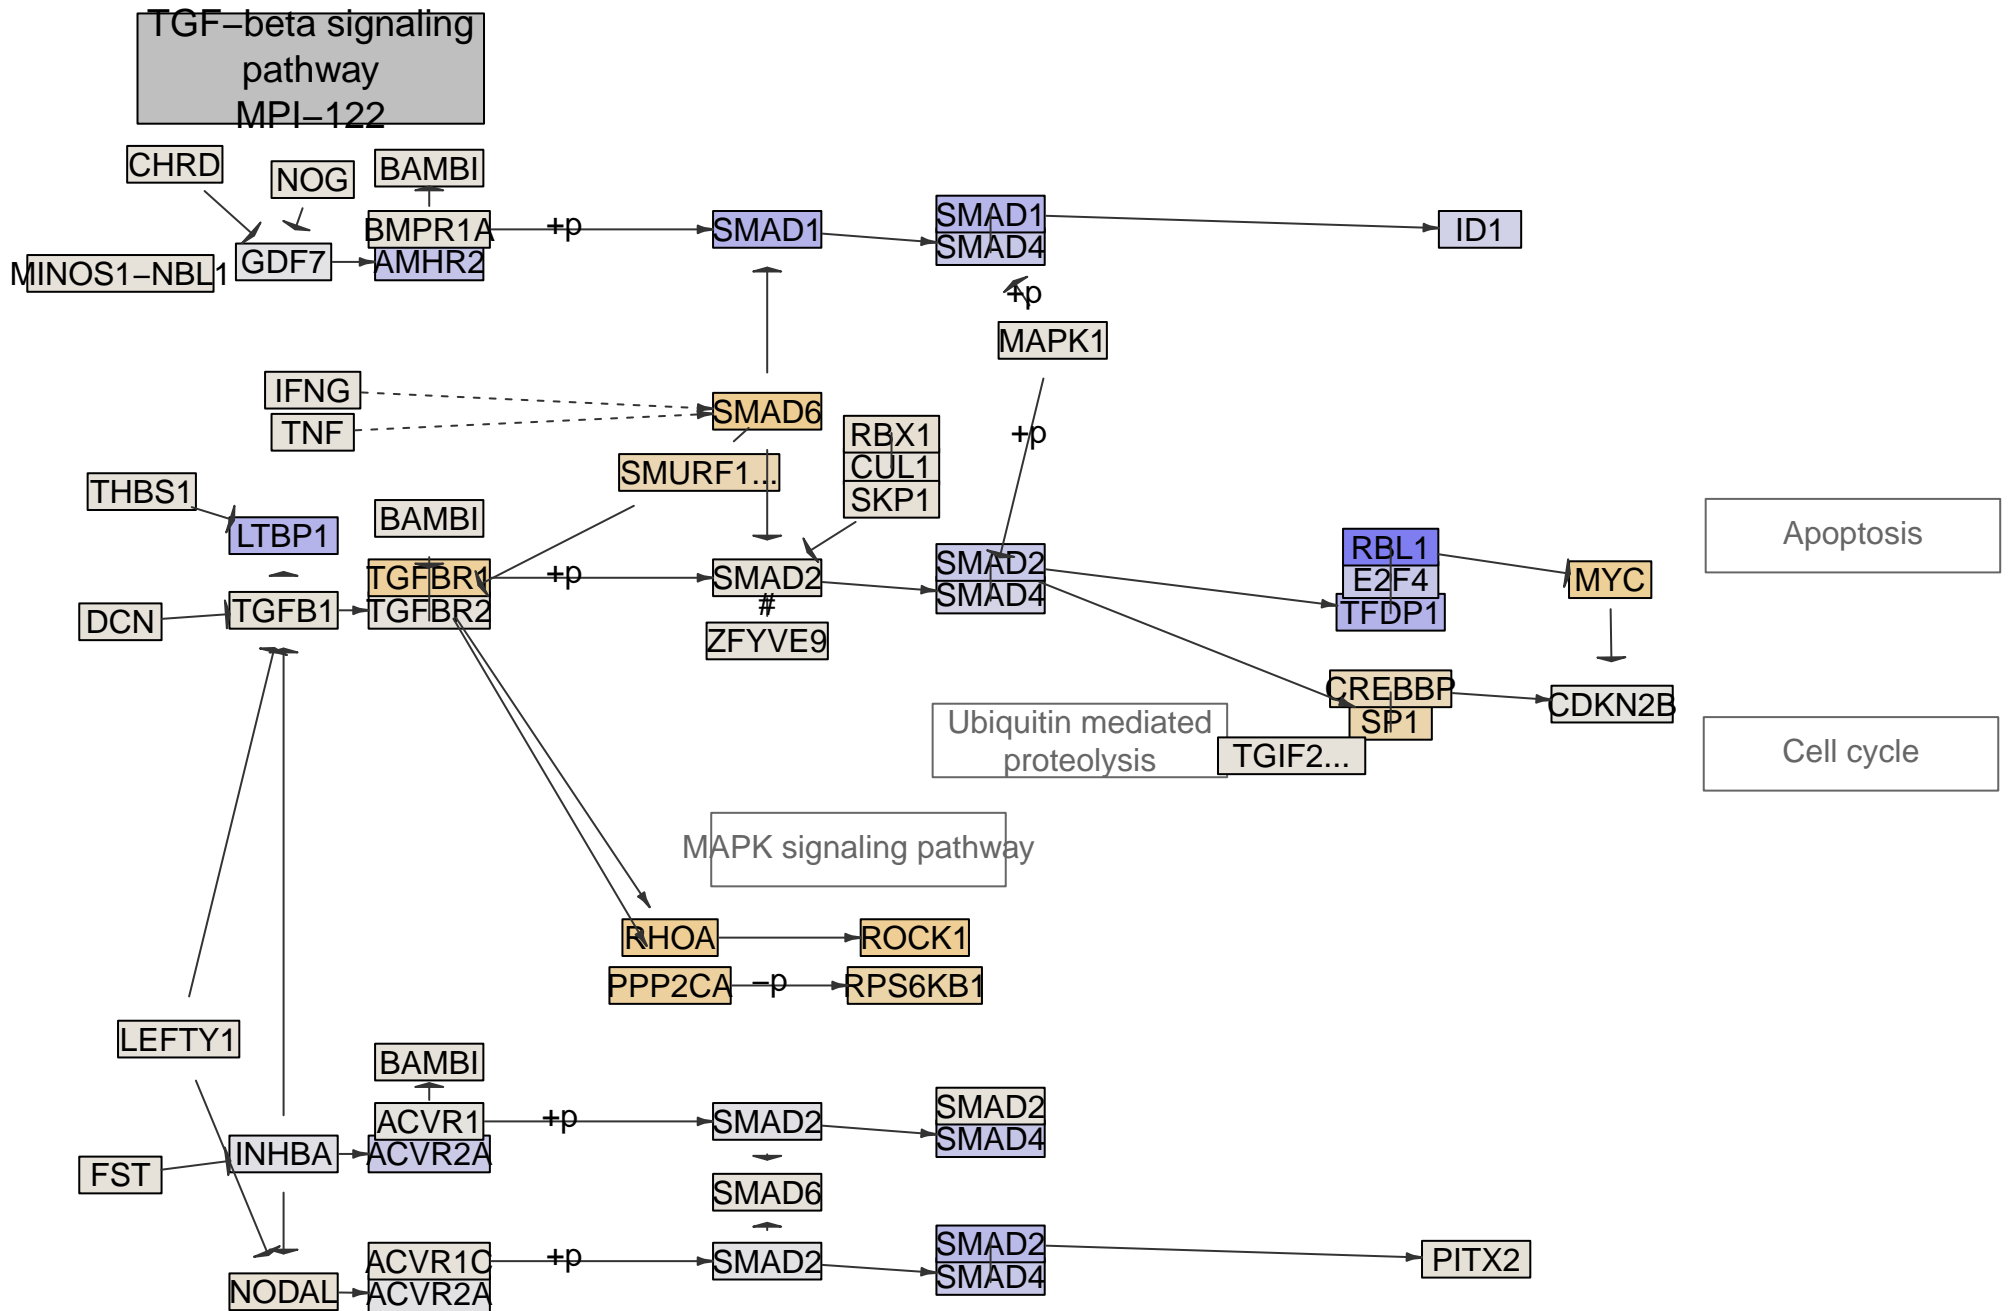 TGF−beta signaling
pathway
MPI−122
CHRD
NOG
BAMBI
BMPR1A
+p
SMAD1
SMAD1
SMAD4
ID1
MINOS1−NBL1
GDF7
AMHR2
+p
MAPK1
IFNG
TNF
SMAD6
RBX1
CUL1
SKP1
+p
SMURF1...
THBS1
LTBP1
BAMBI
TGFBR1
TGFBR2
+p
SMAD2
#
ZFYVE9
SMAD2
SMAD4
RBL1
E2F4
TFDP1
MYC
Apoptosis
DCN
TGFB1
CREBBP
SP1
CDKN2B
Ubiquitin mediated
proteolysis
TGIF2...
Cell cycle
MAPK signaling pathway
RHOA
ROCK1
PPP2CA
−p
RPS6KB1
LEFTY1
BAMBI
ACVR1
+p
SMAD2
SMAD2
SMAD4
INHBA
ACVR2A
FST
SMAD6
ACVR1C
+p
SMAD2
SMAD2
SMAD4
PITX2
NODAL
ACVR2A